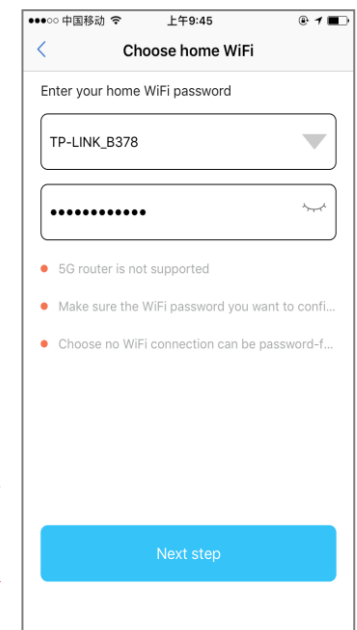 中国移动 上午9:45
Choose home WiFi
Enter your home WiFi password
TP-LINK_B378
••••••••••••
5G router is not supported
Make sure the WiFi password you want to confi...
Choose no WiFi connection can be password-f...
Next step